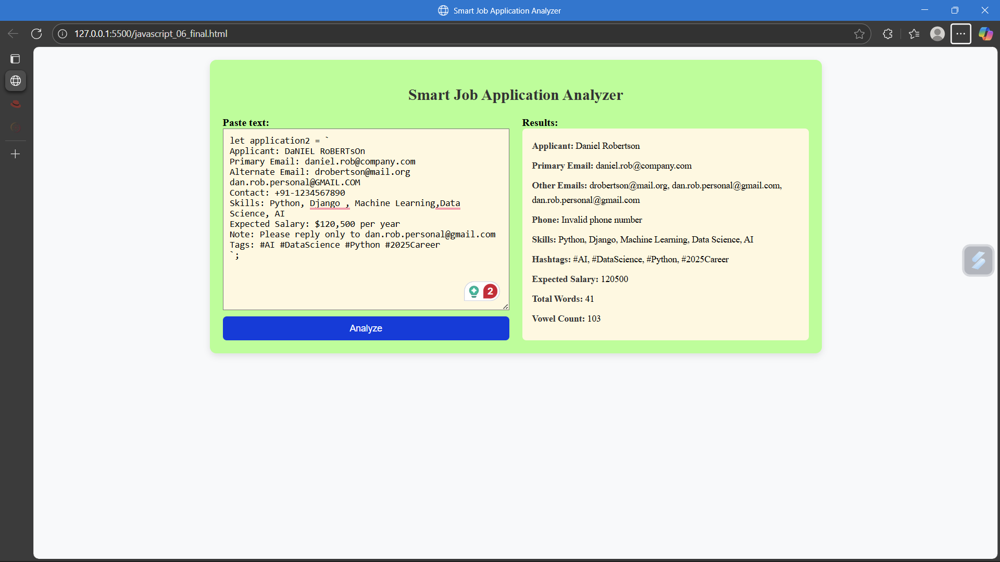 Smart Job Application Analyzer
127.0.0.1:5500/javascript_06_final.html
Smart Job Application Analyzer
Paste text:
let application2 = `
Applicant: DaNIEL RoBERTsOn
Primary Email: daniel.rob@company.com
Alternate Email: drobertson@mail.org
dan.rob.personal@GMAIL.COM
Contact: +91-1234567890
Skills: Python, Django , Machine Learning,Data
Science, AI
Expected Salary: $120,500 per year
Note: Please reply only to dan.rob.personal@gmail.com
Tags: #AI #DataScience #Python #2025Career
`;
2
Analyze
Results:
Applicant: Daniel Robertson
Primary Email: daniel.rob@company.com
Other Emails: drobertson@mail.org, dan.rob.personal@gmail.com,
dan.rob.personal@gmail.com
Phone: Invalid phone number
Skills: Python, Django, Machine Learning, Data Science, AI
Hashtags: #AI, #DataScience, #Python, #2025Career
Expected Salary: 120500
Total Words: 41
Vowel Count: 103